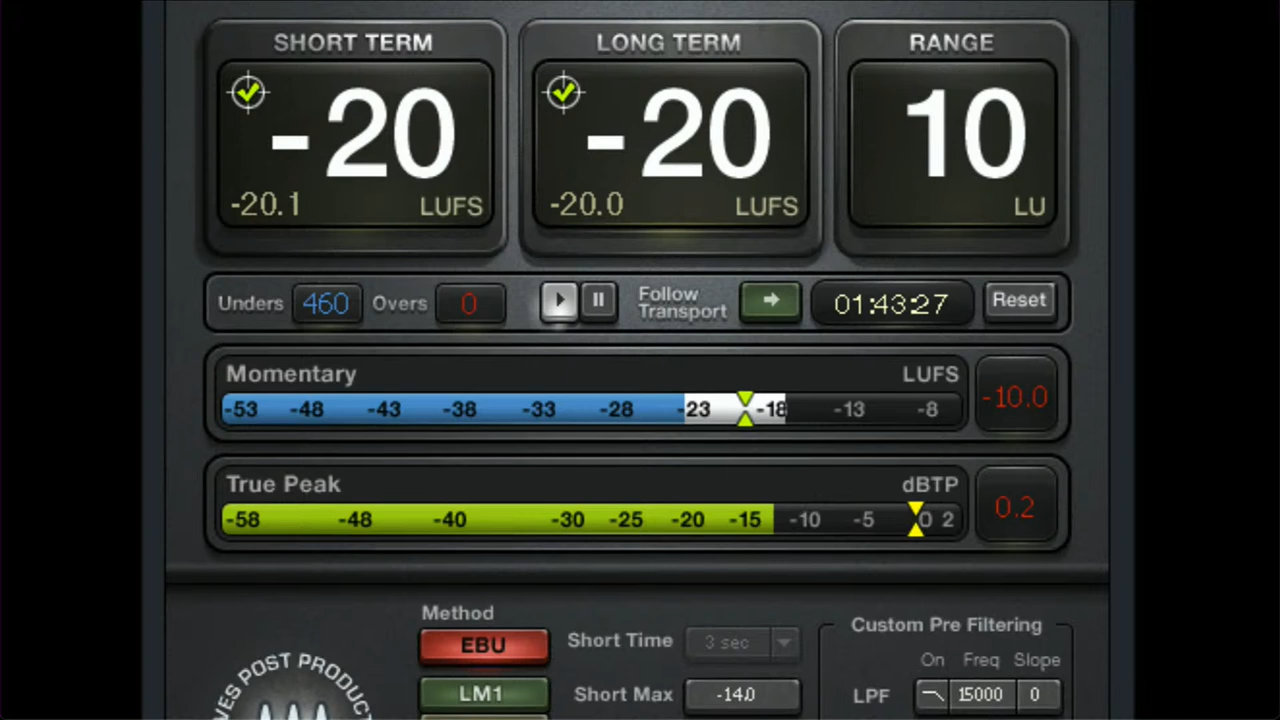 SHORT TERM
-20
-20.1 LUFS
LONG TERM
-20
-20.0 LUFS
RANGE
10
LU
Unders 460 Overs 0 Follow Transport 01:43:27 Reset
Momentary LUFS
-53 -48 -43 -38 -33 -28 -23 -18 -13 -8
-10.0
True Peak dBTP
-58 -48 -40 -30 -25 -20 -15 -10 -5 0 2
0.2
Method
EBU
LM1
Short Time 3 sec
Short Max -14.0
Custom Pre Filtering
On Freq Slope
LPF 15000 0
POST